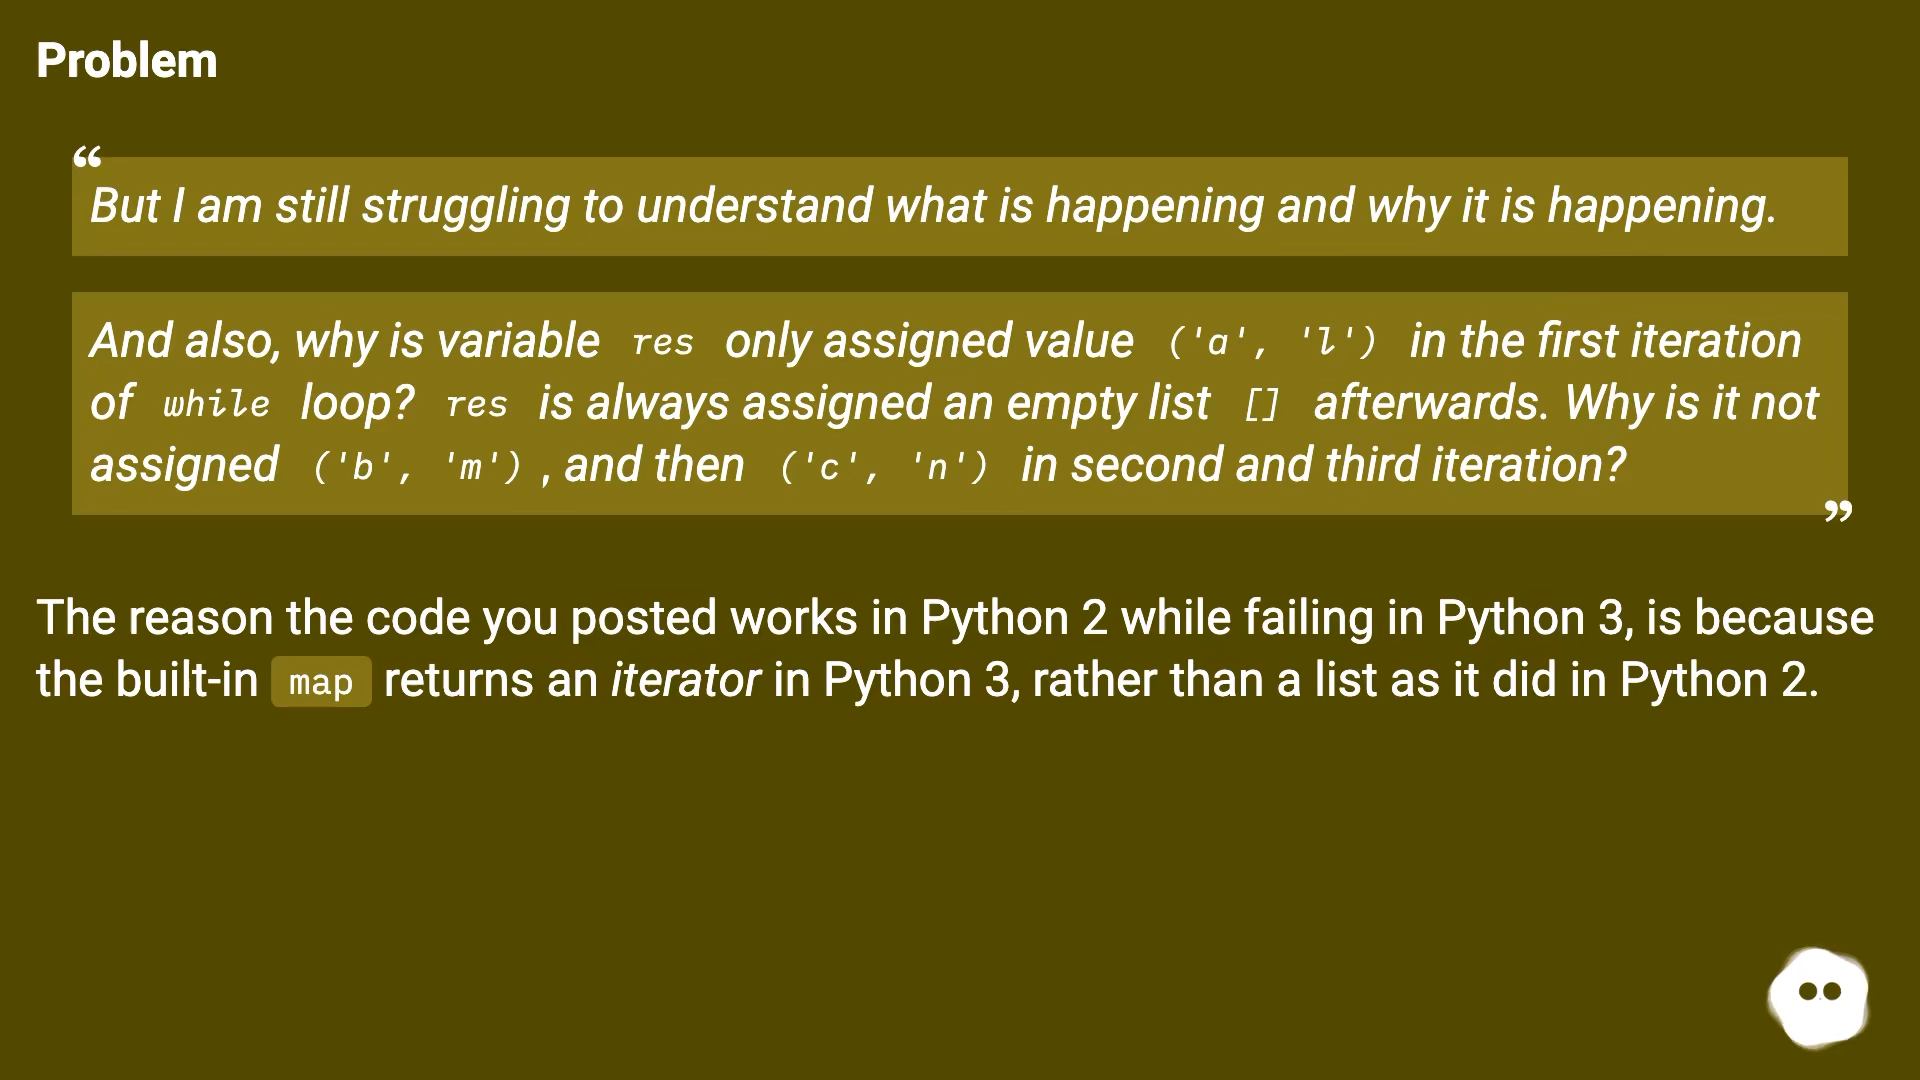 Problem
“
But I am still struggling to understand what is happening and why it is happening.
And also, why is variable res only assigned value ('a', 'l') in the first iteration
of while loop? res is always assigned an empty list [] afterwards. Why is it not
assigned ('b', 'm'), and then ('c', 'n') in second and third iteration?
”
The reason the code you posted works in Python 2 while failing in Python 3, is because
the built-in map returns an iterator in Python 3, rather than a list as it did in Python 2.